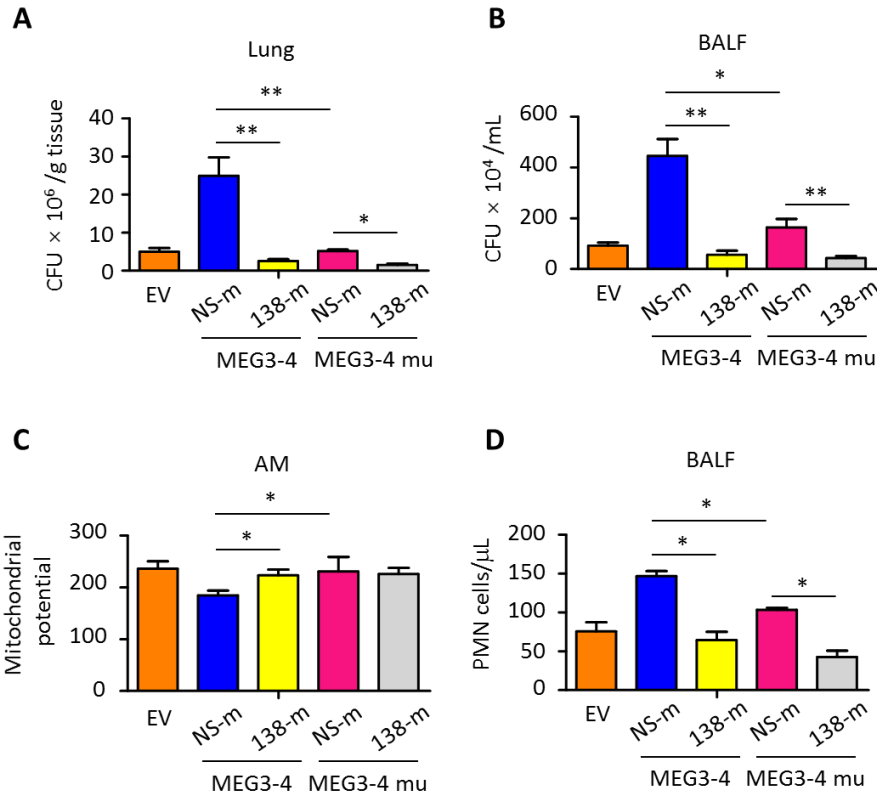 A
Lung
**
**
*
CFU × 10⁶ /g tissue
40
30
20
10
0
EV
NS-m
138-m
NS-m
138-m
MEG3-4
MEG3-4 mu
B
BALF
*
**
**
CFU × 10⁴ /mL
600
400
200
0
EV
NS-m
138-m
NS-m
138-m
MEG3-4
MEG3-4 mu
C
AM
*
*
Mitochondrial
potential
300
200
100
0
EV
NS-m
138-m
NS-m
138-m
MEG3-4
MEG3-4 mu
D
BALF
*
*
*
PMN cells/μL
200
150
100
50
0
EV
NS-m
138-m
NS-m
138-m
MEG3-4
MEG3-4 mu